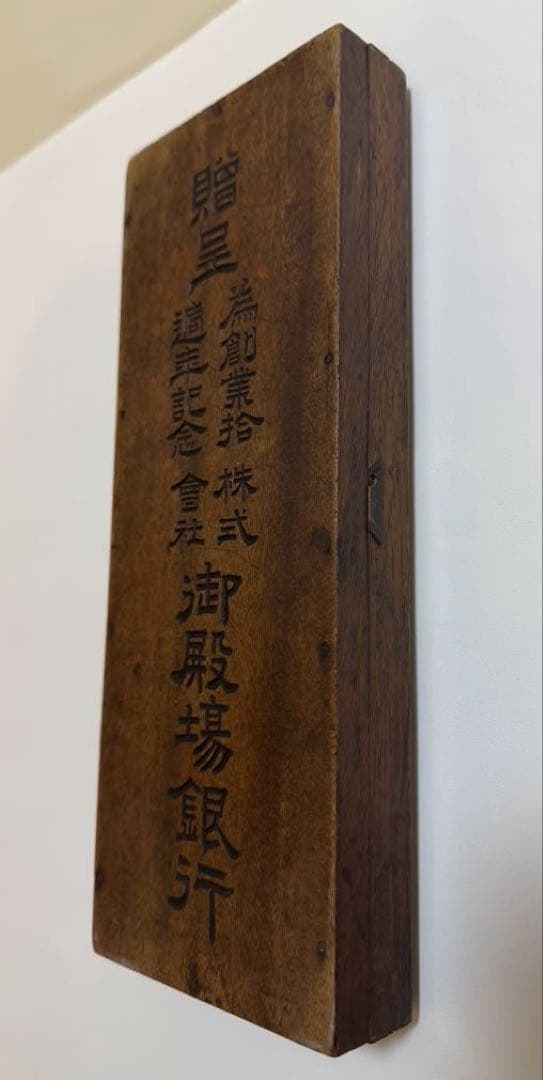 贈呈
為創業拾
週年記念
株式
會社
御殿場銀行